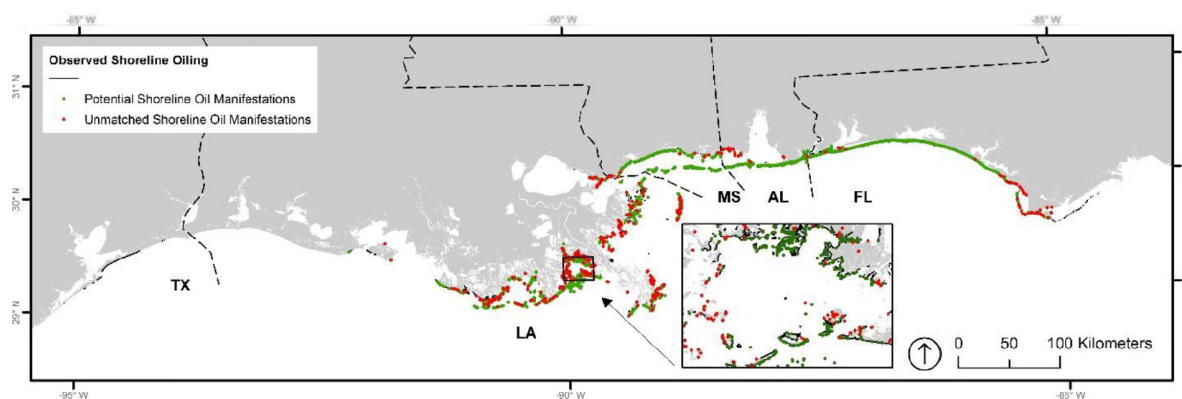 -85° W
-90° W
-85° W
Observed Shoreline Oiling
Potential Shoreline Oil Manifestations
Unmatched Shoreline Oil Manifestations
31° N
30° N
29° N
TX
LA
MS
AL
FL
0 50 100 Kilometers
-95° W
-90° W
-85° W